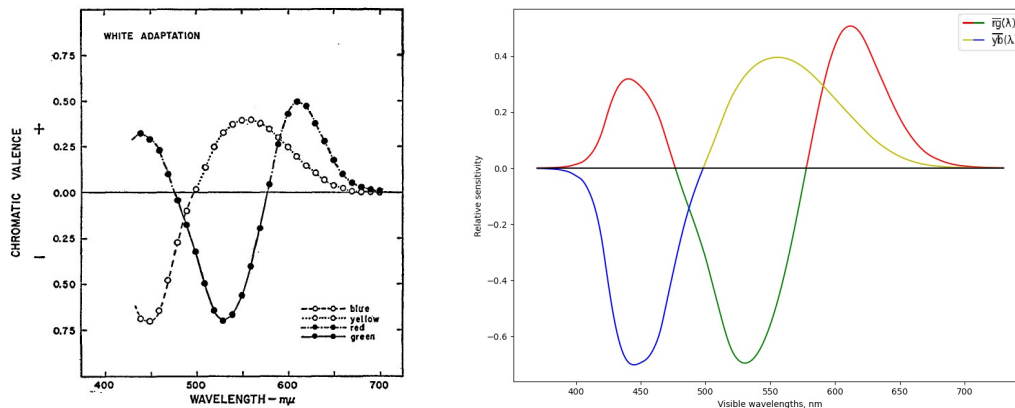 WHITE ADAPTATION
0.75
0.50
0.25
0.00
0.25
0.75
CHROMATIC VALENCE
+
–
blue
yellow
red
green
400
500
600
700
WAVELENGTH – mμ
0.4
0.2
0.0
−0.2
−0.4
−0.6
Relative sensitivity
rg(λ)
yb(λ
400
450
500
550
600
650
700
Visible wavelengths, nm